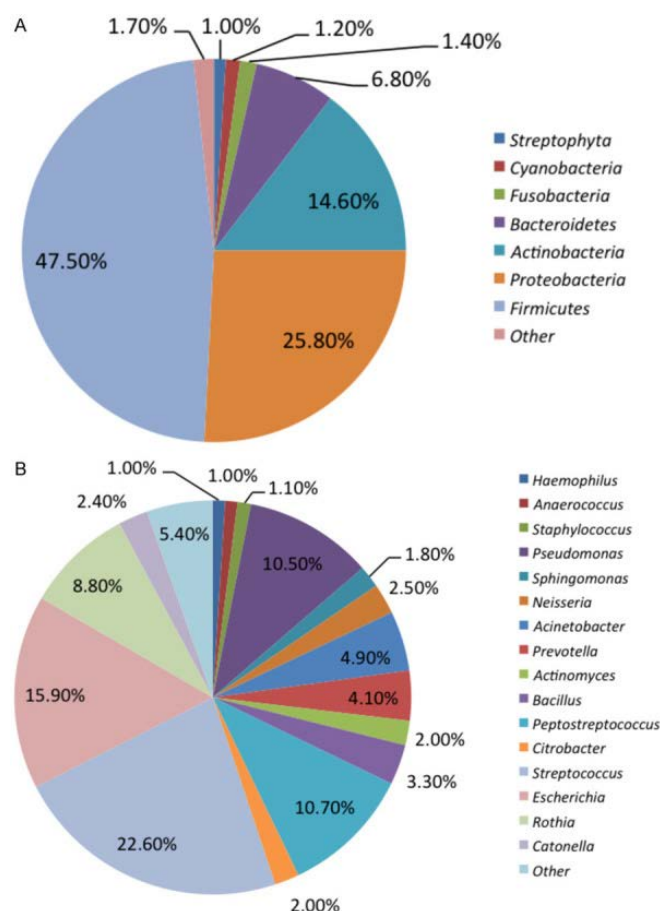 A
1.70%
1.00%
1.20%
1.40%
6.80%
14.60%
47.50%
25.80%
Streptophyta
Cyanobacteria
Fusobacteria
Bacteroidetes
Actinobacteria
Proteobacteria
Firmicutes
Other
B
1.00%
1.00%
1.10%
2.40%
5.40%
10.50%
1.80%
8.80%
2.50%
4.90%
15.90%
4.10%
2.00%
3.30%
10.70%
22.60%
2.00%
Haemophilus
Anaerococcus
Staphylococcus
Pseudomonas
Sphingomonas
Neisseria
Acinetobacter
Prevotella
Actinomyces
Bacillus
Peptostreptococcus
Citrobacter
Streptococcus
Escherichia
Rothia
Catonella
Other